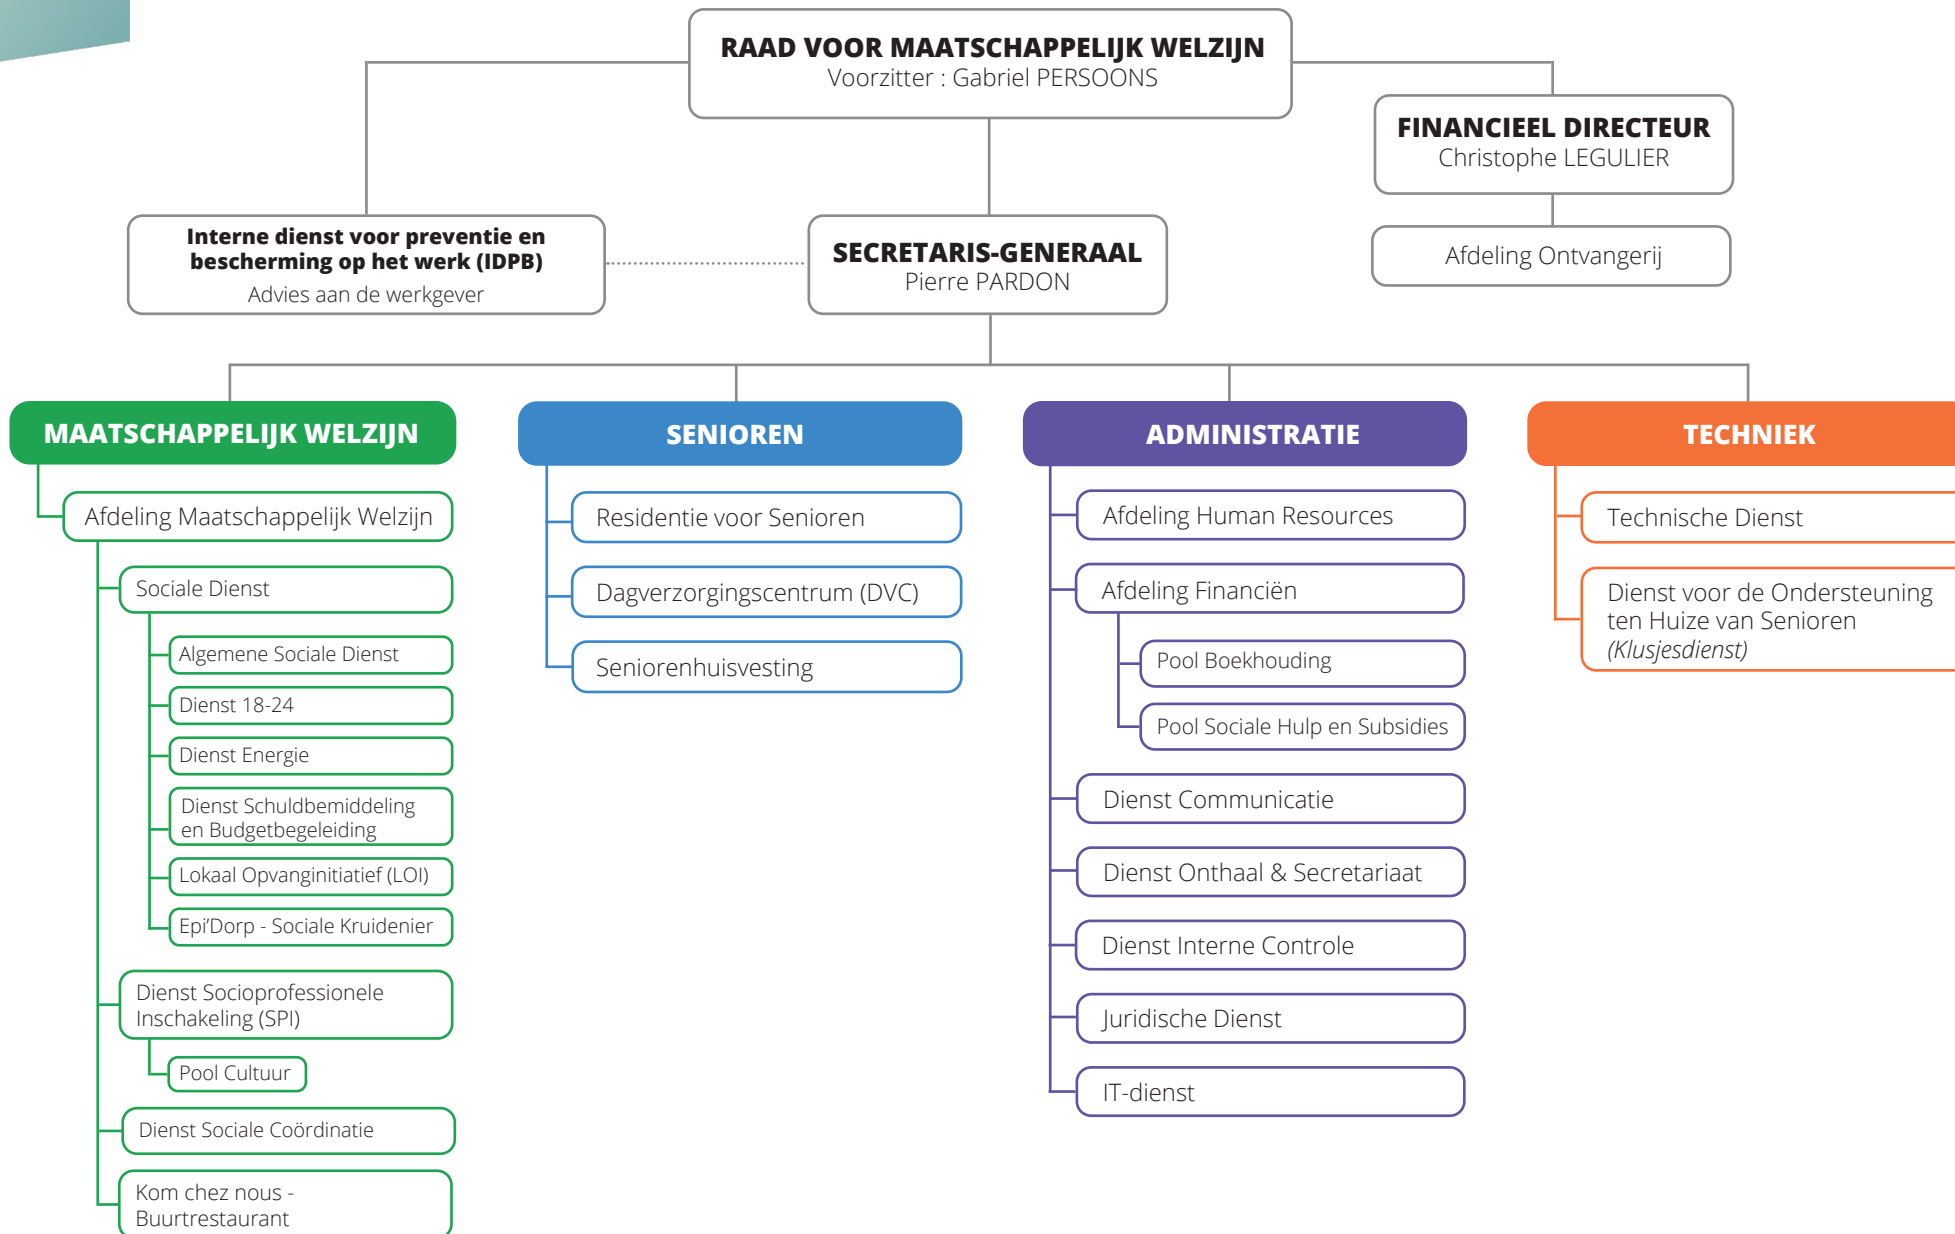 RAAD VOOR MAATSCHAPPELIJK WELZIJN
Voorzitter : Gabriel PERSOONS
FINANCIEEL DIRECTEUR
Christophe LEGULIER
Afdeling Ontvangerij
Interne dienst voor preventie en
bescherming op het werk (IDPB)
Advies aan de werkgever
SECRETARIS-GENERAAL
Pierre PARDON
MAATSCHAPPELIJK WELZIJN
Afdeling Maatschappelijk Welzijn
Sociale Dienst
Algemene Sociale Dienst
Dienst 18-24
Dienst Energie
Dienst Schuldbemiddeling
en Budgetbegeleiding
Lokaal Opvanginitiatief (LOI)
Epi’Dorp - Sociale Kruidenier
Dienst Socioprofessionele
Inschakeling (SPI)
Pool Cultuur
Dienst Sociale Coördinatie
Kom chez nous -
Buurtrestaurant
SENIOREN
Residentie voor Senioren
Dagverzorgingscentrum (DVC)
Seniorenhuisvesting
ADMINISTRATIE
Afdeling Human Resources
Afdeling Financiën
Pool Boekhouding
Pool Sociale Hulp en Subsidies
Dienst Communicatie
Dienst Onthaal & Secretariaat
Dienst Interne Controle
Juridische Dienst
IT-dienst
TECHNIEK
Technische Dienst
Dienst voor de Ondersteuning
ten Huize van Senioren
(Klusjesdienst)